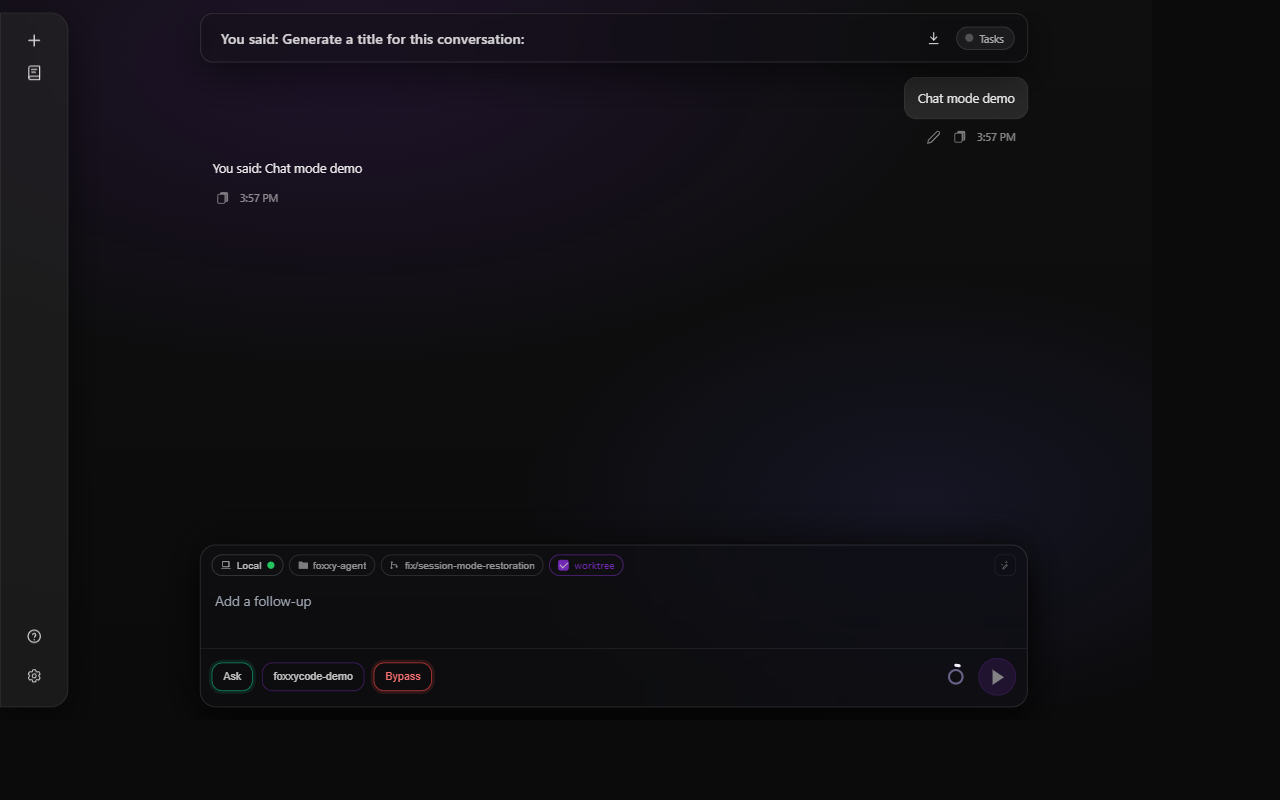 You said: Generate a title for this conversation:
Tasks
Chat mode demo
3:57 PM
You said: Chat mode demo
3:57 PM
Local
foxxy-agent
fix/session-mode-restoration
worktree
Add a follow-up
Ask
foxxycode-demo
Bypass